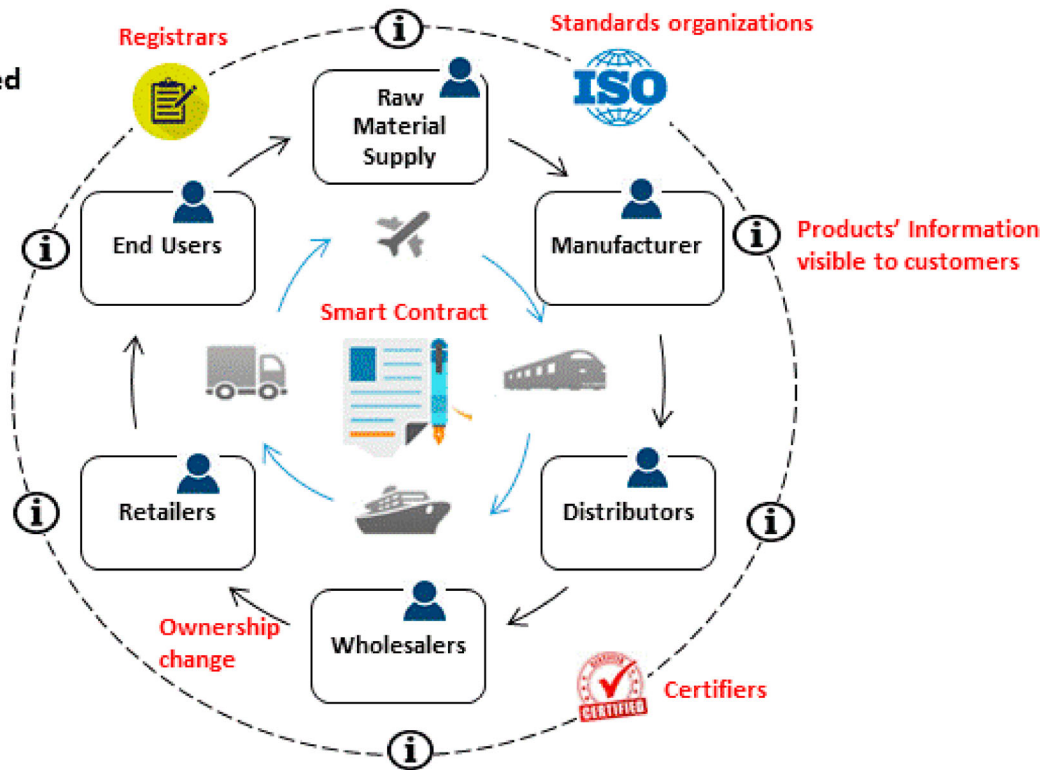 Registrars
Standards organizations
ed
ISO
Raw
Material
Supply
End Users
Manufacturer
Products' Information
visible to customers
Smart Contract
Retailers
Distributors
Ownership
change
Wholesalers
CERTIFIED
Certifiers
i
i
i
i
i
i